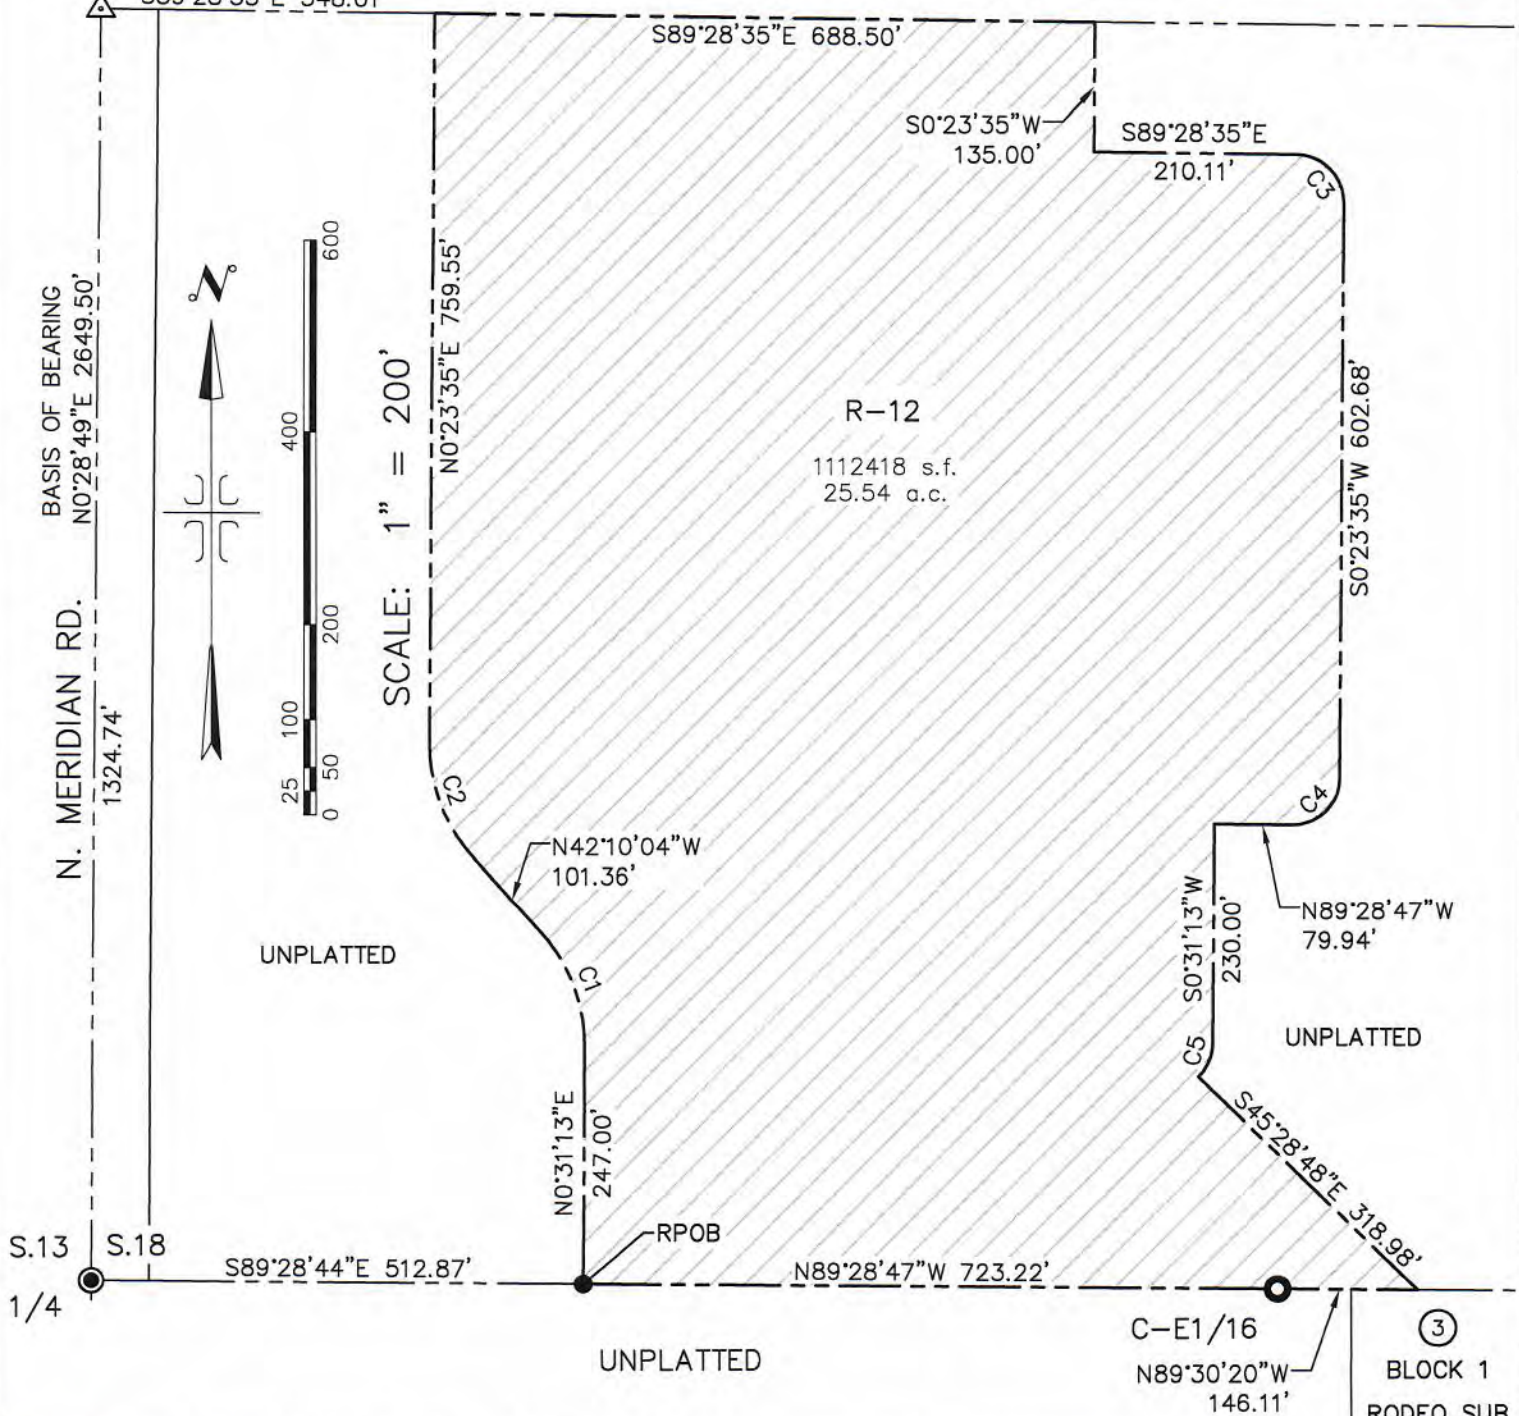 S89°28'35"E 688.50'
S0°23'35"W
135.00'
S89°28'35"E
210.11'
C3
BASIS OF BEARING
N0°28'49"E 2649.50'
N. MERIDIAN RD.
1324.74'
N
600
400
200
100
50
25
0
SCALE: 1" = 200'
N0°23'35"E 759.55'
R-12
1112418 s.f.
25.54 a.c.
S0°23'35"W 602.68'
C2
C4
N42°10'04"W
101.36'
N89°28'47"W
79.94'
S0°31'13"W
230.00'
UNPLATTED
C1
UNPLATTED
C5
N0°31'13"E
247.00'
S45°28'48"E 318.98'
RPOB
S.13 S.18
1/4
S89°28'44"E 512.87'
N89°28'47"W 723.22'
C-E1/16
N89°30'20"W
146.11'
UNPLATTED
3
BLOCK 1
RODEO SUB